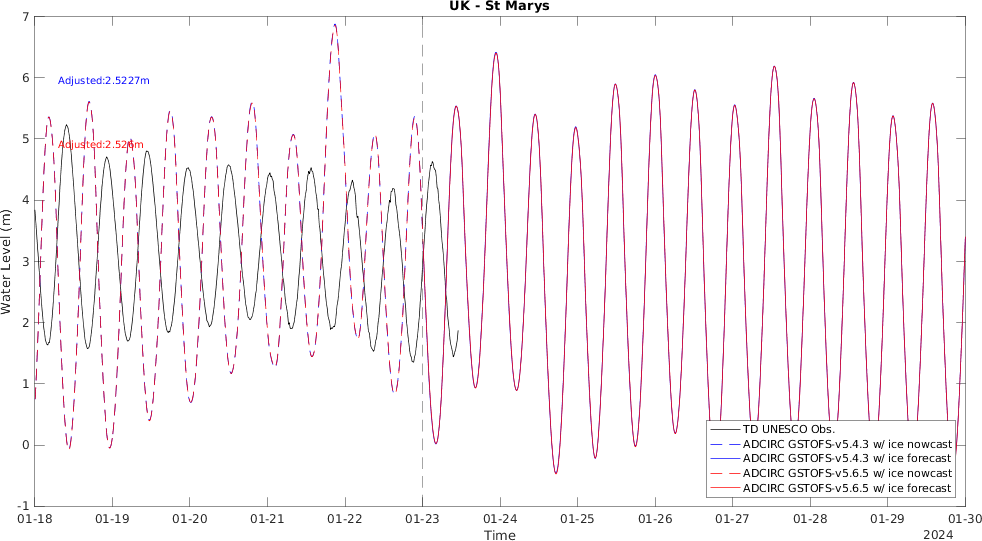 UK - St Marys
7
6
5
4
3
2
1
0
-1
Water Level (m)
Adjusted:2.5227m
Adjusted:2.526m
TD UNESCO Obs.
ADCIRC GSTOFS-v5.4.3 w/ ice nowcast
ADCIRC GSTOFS-v5.4.3 w/ ice forecast
ADCIRC GSTOFS-v5.6.5 w/ ice nowcast
ADCIRC GSTOFS-v5.6.5 w/ ice forecast
01-18 01-19 01-20 01-21 01-22 01-23 01-24 01-25 01-26 01-27 01-28 01-29 01-30
Time
2024